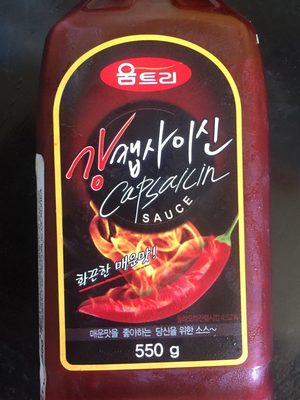 움트리
캡사이신
Capsaicin
SAUCE
화끈한 매운맛!
매운맛을 좋아하는 당신을 위한 소스~
550 g